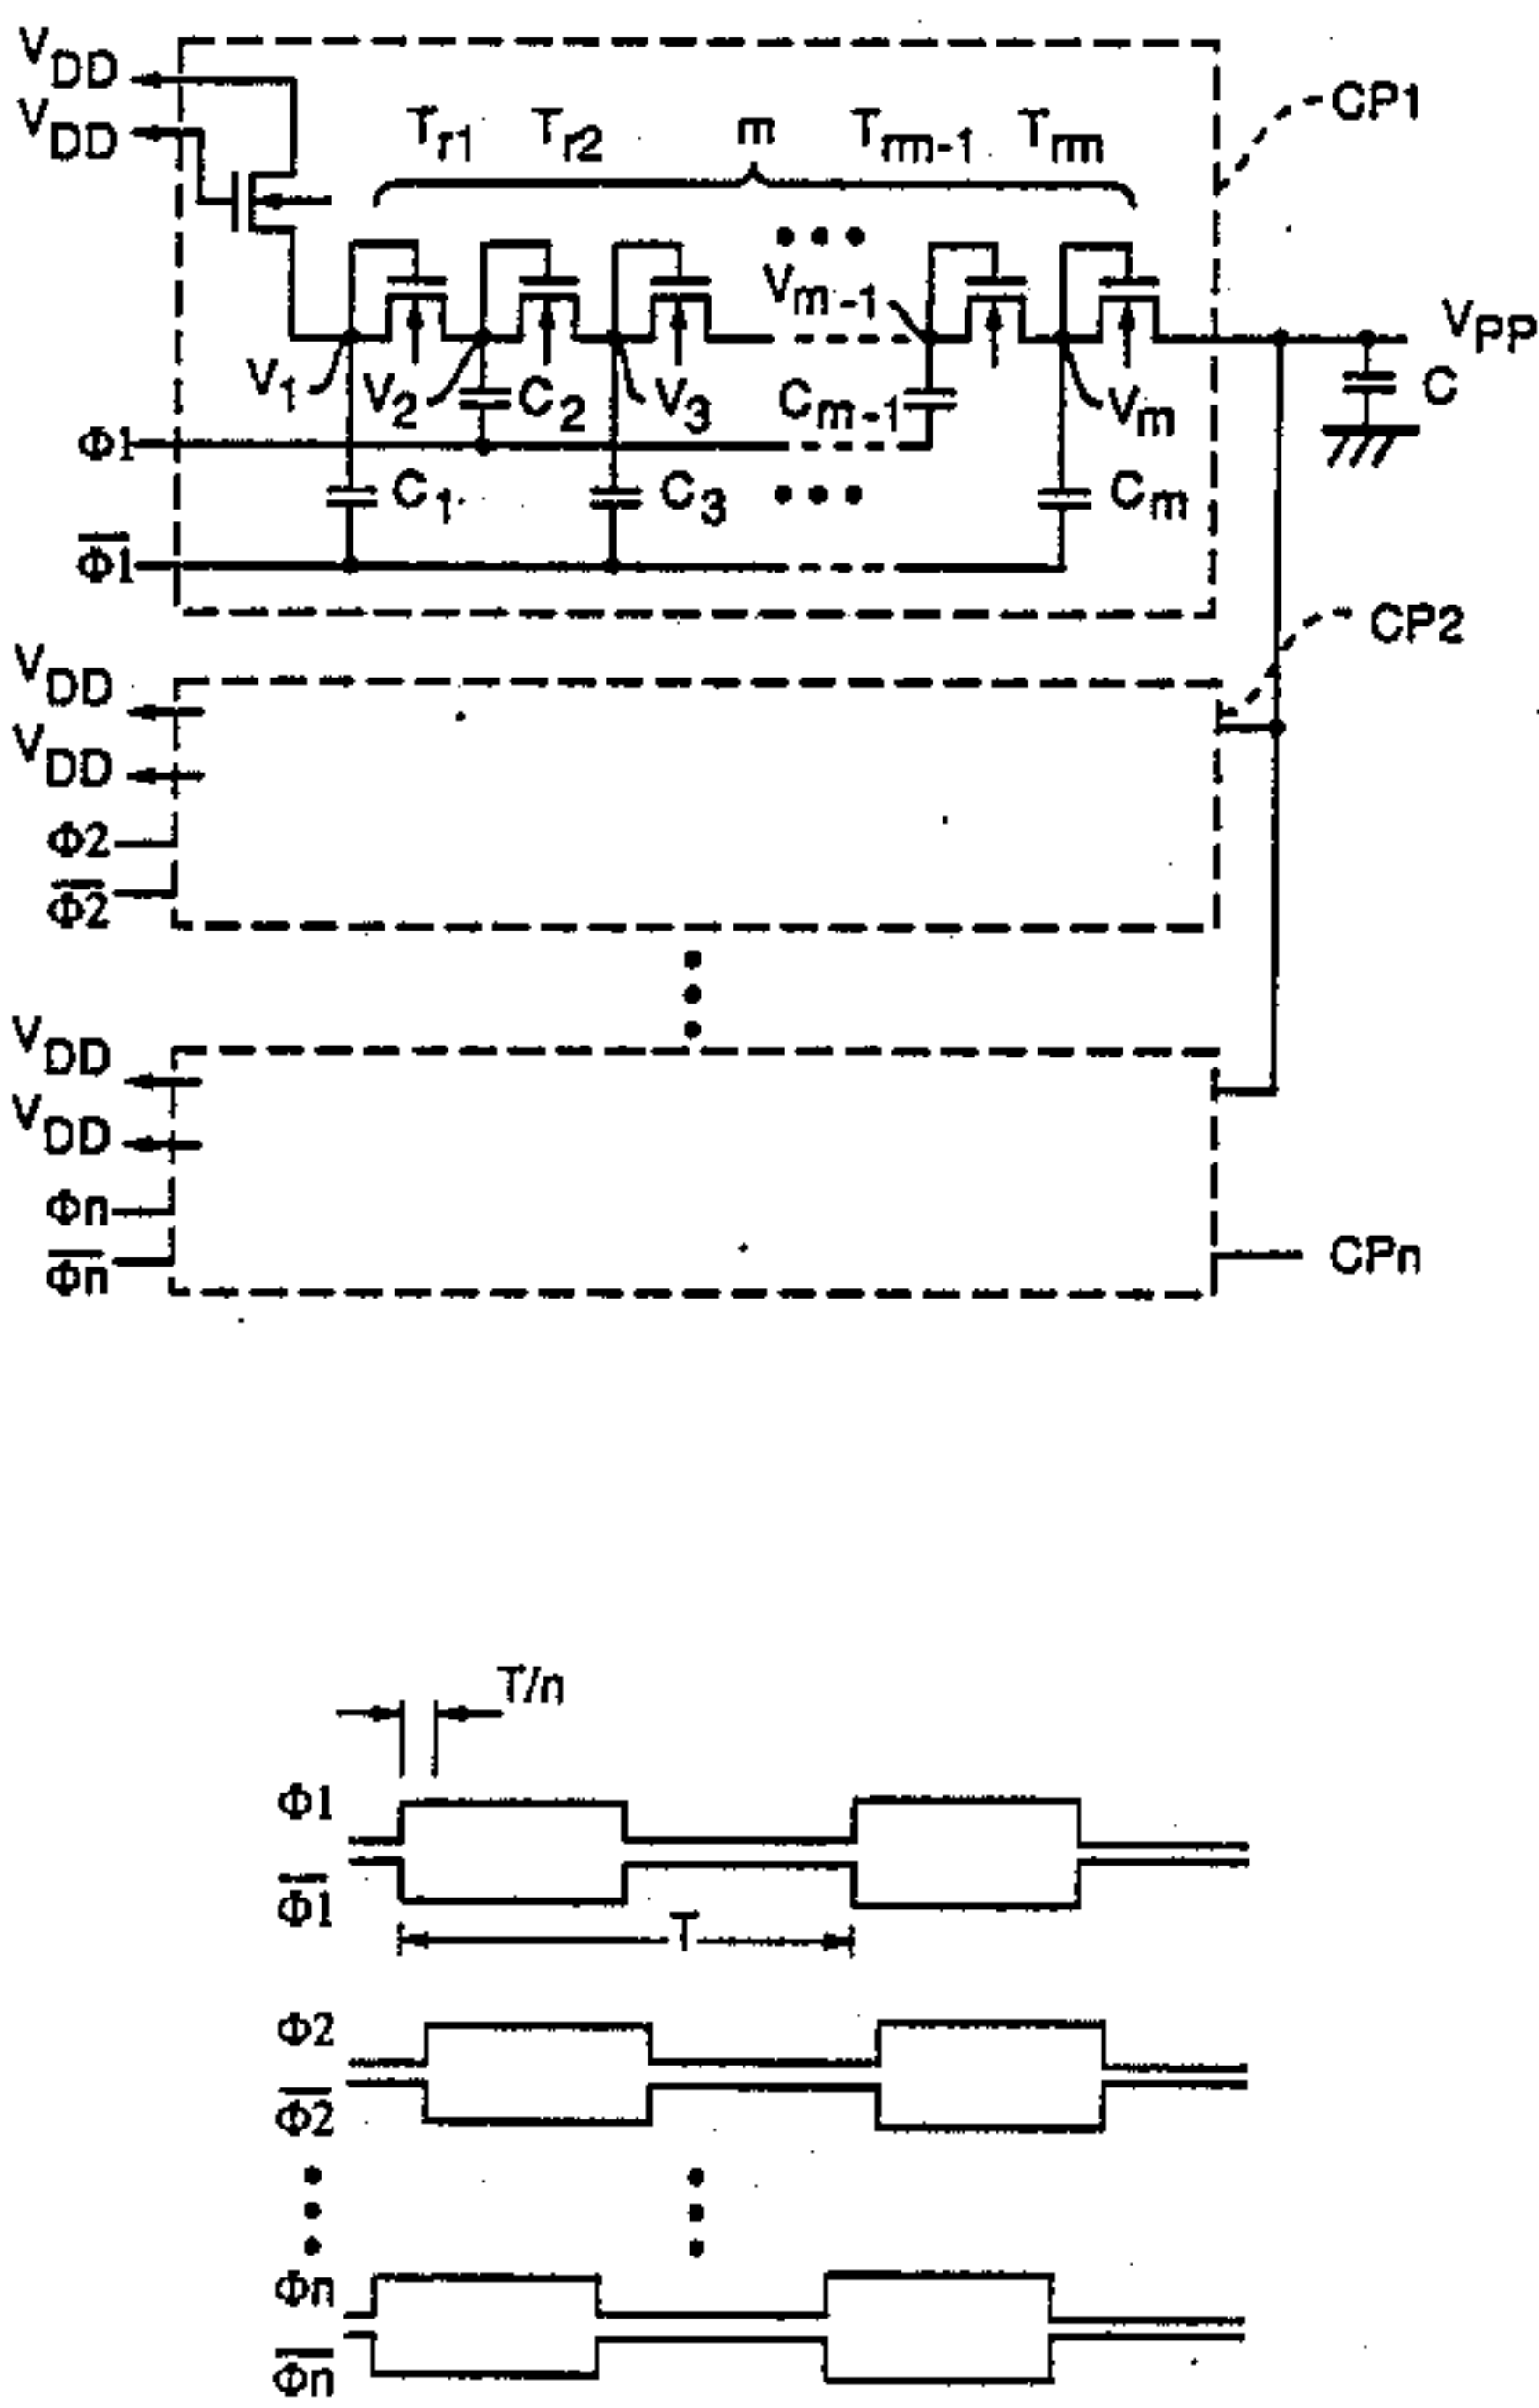 VDD
VDD
Tr1 Tr2 m Tm-1 Trm
CP1
Vm-1
VPP
V1 V2 C2 V3 Cm-1 Vm C
Φ1
C1 C3 Cm
Φ1
CP2
VDD
VDD
Φ2
Φ2
VDD
VDD
Φn
Φn
CPn
T/n
Φ1
Φ1
T
Φ2
Φ2
Φn
Φn